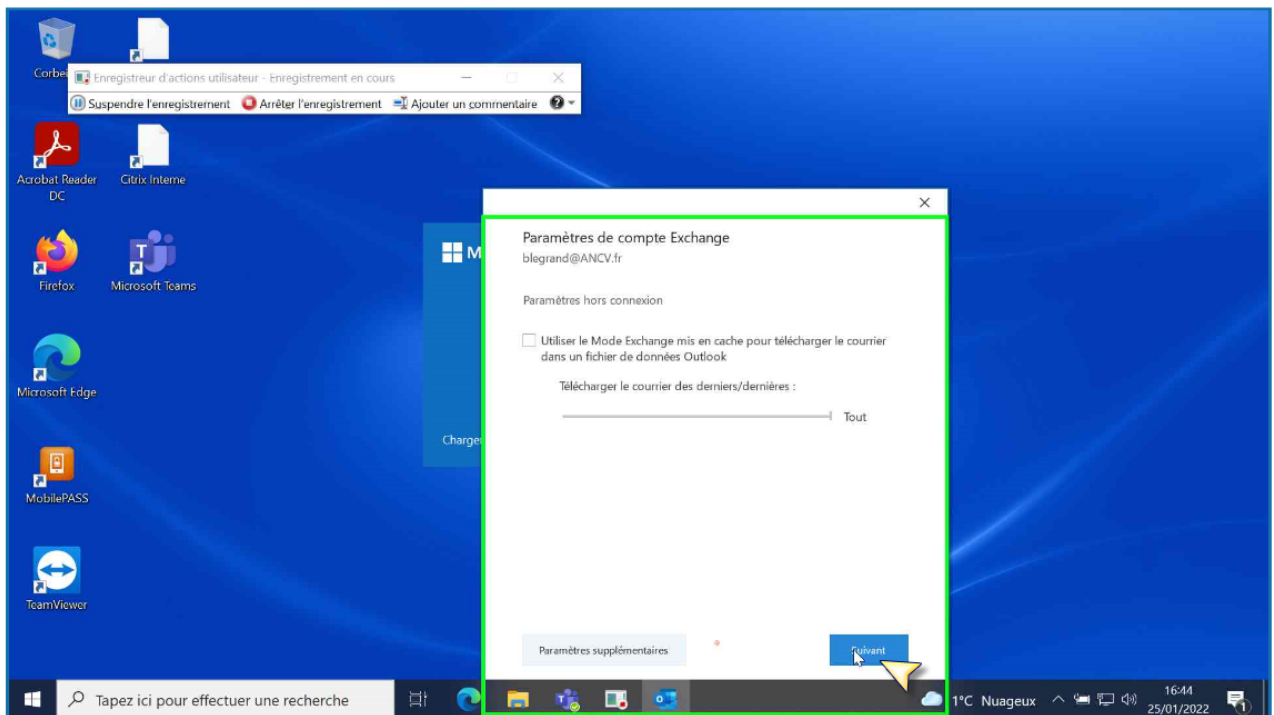 Corbei
Enregistreur d'actions utilisateur - Enregistrement en cours
Suspendre l'enregistrement Arrêter l'enregistrement Ajouter un commentaire
Acrobat Reader
DC
Citrix Interne
Firefox
Microsoft Teams
Microsoft Edge
MobilePASS
TeamViewer
M
Charger
Paramètres de compte Exchange
blegrand@ANCV.fr
Paramètres hors connexion
Utiliser le Mode Exchange mis en cache pour télécharger le courrier
dans un fichier de données Outlook
Télécharger le courrier des derniers/dernières :
Tout
Paramètres supplémentaires
Suivant
Tapez ici pour effectuer une recherche
1°C Nuageux
16:44
25/01/2022
1